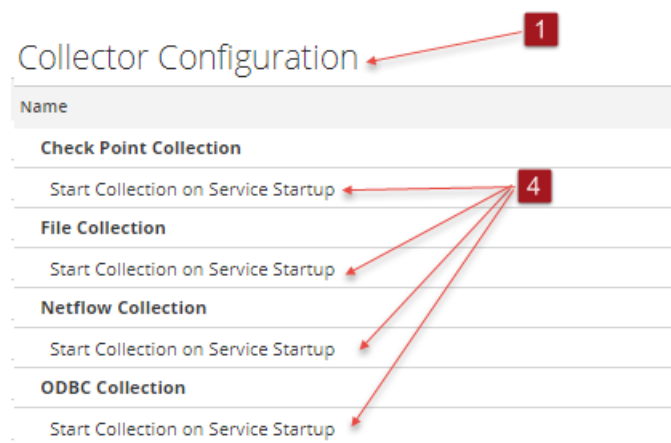 1
Collector Configuration
Name
Check Point Collection
Start Collection on Service Startup
4
File Collection
Start Collection on Service Startup
Netflow Collection
Start Collection on Service Startup
ODBC Collection
Start Collection on Service Startup